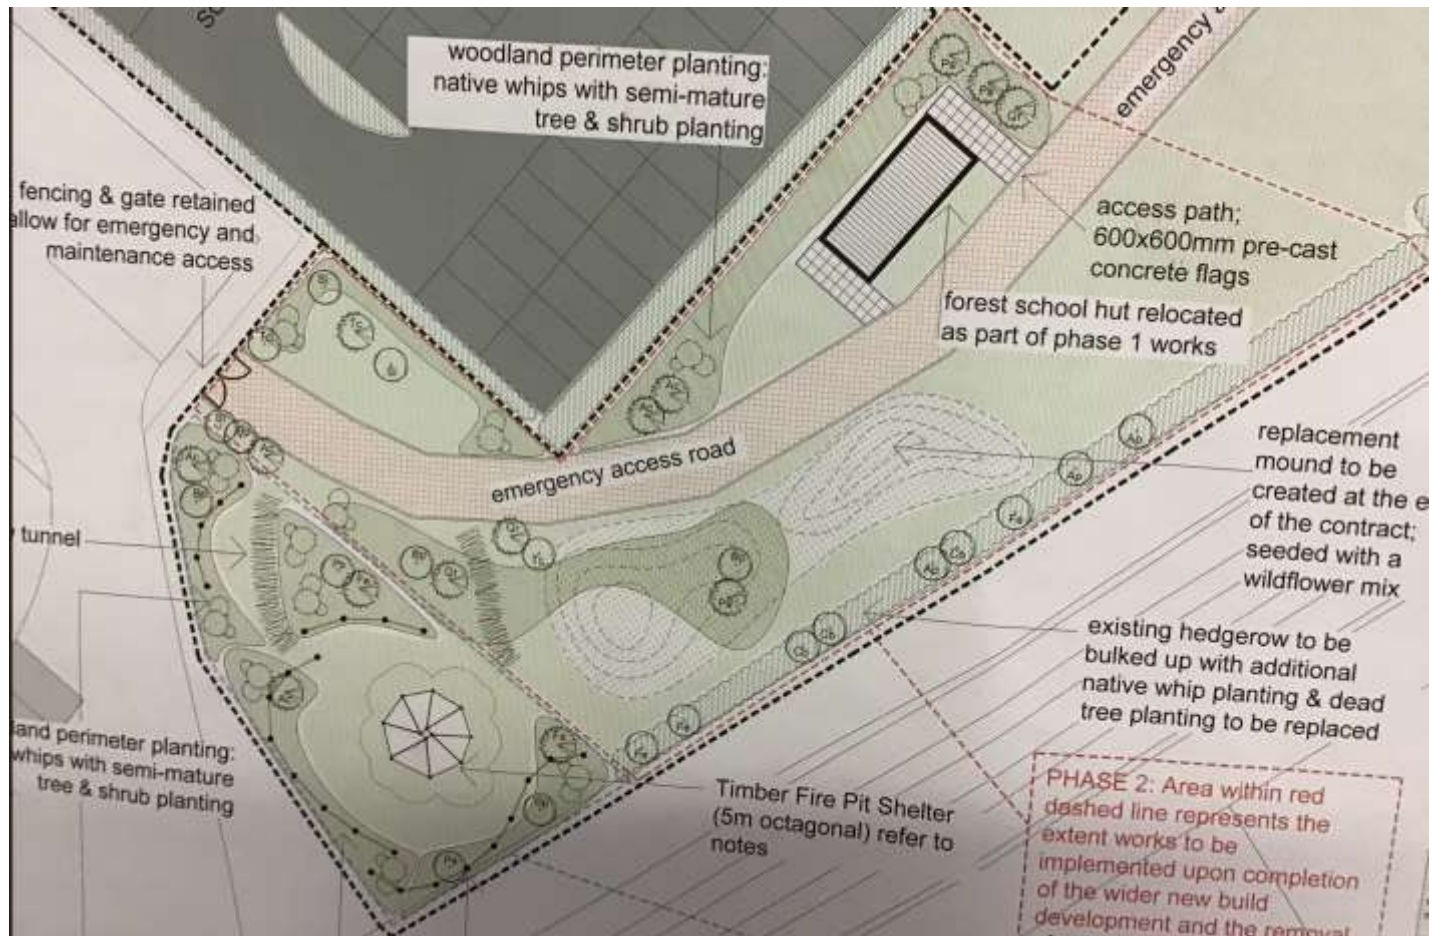 woodland perimeter planting:
native whips with semi-mature
tree & shrub planting
emergency
fencing & gate retained
allow for emergency and
maintenance access
access path;
600x600mm pre-cast
concrete flags
forest school hut relocated
as part of phase 1 works
emergency access road
replacement
mound to be
created at the
of the contract;
seeded with a
wildflower mix
tunnel
existing hedgerow to be
bulked up with additional
native whip planting & dead
tree planting to be replaced
perimeter planting:
whips with semi-mature
tree & shrub planting
Timber Fire Pit Shelter
(5m octagonal) refer to
notes
PHASE 2: Area within red
dashed line represents the
extent works to be
implemented upon completion
of the wider new build
development and the removal